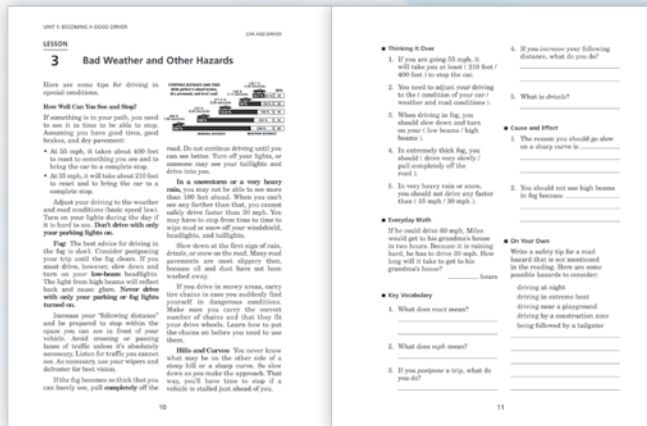 UNIT 1: BECOMING A GOOD DRIVER
CAR AND DRIVER
LESSON
3 Bad Weather and Other Hazards
Here are some tips for driving in
special conditions.
How Well Can You See and Stop?
If something is in your path, you need
to see it in time to be able to stop.
Assuming you have good tires, good
brakes, and dry pavement:
• At 55 mph, it takes about 400 feet
to react to something you see and to
bring the car to a complete stop.
• At 35 mph, it will take about 210 feet
to react and to bring the car to a
complete stop.
Adjust your driving to the weather
and road conditions (basic speed law).
Turn on your lights during the day if
it is hard to see. Don't drive with only
your parking lights on.
Fog: The best advice for driving in
the fog is don't. Consider postponing
your trip until the fog clears. If you
must drive, however, slow down and
turn on your low-beam headlights.
The light from high beams will reflect
back and cause glare. Never drive
with only your parking or fog lights
turned on.
Increase your "following distance"
and be prepared to stop within the
space you can see in front of your
vehicle. Avoid crossing or passing
lanes of traffic unless it's absolutely
necessary. Listen for traffic you cannot
see. As necessary, use your wipers and
defroster for best vision.
If the fog becomes so thick that you
can barely see, pull completely off the
STOPPING DISTANCE AND TIME
road. Do not continue driving until you
can see better. Turn off your lights, or
someone may see your taillights and
drive into you.
In a snowstorm or a very heavy
rain, you may not be able to see more
than 100 feet ahead. When you can't
see any farther than that, you cannot
safely drive faster than 30 mph. You
may have to stop from time to time to
wipe mud or snow off your windshield,
headlights, and taillights.
Slow down at the first sign of rain,
drizzle, or snow on the road. Many road
pavements are most slippery then,
because oil and dust have not been
washed away.
If you drive in snowy areas, carry
tire chains in case you suddenly find
yourself in dangerous conditions.
Make sure you carry the correct
number of chains and that they fit
your drive wheels. Learn how to put
the chains on before you need to use
them.
Hills and Curves: You never know
what may be on the other side of a
steep hill or a sharp curve. So slow
down as you make the approach. That
way, you'll have time to stop if a
vehicle is stalled just ahead of you.
10
■ Thinking It Over
1. If you are going 55 mph, it
will take you at least ( 210 feet /
400 feet ) to stop the car.
2. You need to adjust your driving
to the ( condition of your car /
weather and road conditions ).
3. When driving in fog, you
should slow down and turn
on your ( low beams / high
beams ).
4. In extremely thick fog, you
should ( drive very slowly /
pull completely off the
road ).
5. In very heavy rain or snow,
you should not drive any faster
than ( 55 mph / 30 mph ).
■ Everyday Math
If he could drive 60 mph, Miles
would get to his grandma's house
in two hours. Because it is raining
hard, he has to drive 30 mph. How
long will it take to get to his
grandma's house?
hours
■ Key Vocabulary
1. What does react mean?
2. What does mph mean?
3. If you postpone a trip, what do
you do?
4. If you increase your following
distance, what do you do?
5. What is drizzle?
■ Cause and Effect
1. The reason you should go slow
on a sharp curve is
2. You should not use high beams
in fog because
■ On Your Own
Write a safety tip for a road
hazard that is not mentioned
in the reading. Here are some
possible hazards to consider:
driving at night
driving in extreme heat
driving near a playground
driving by a construction zone
being followed by a tailgater
11